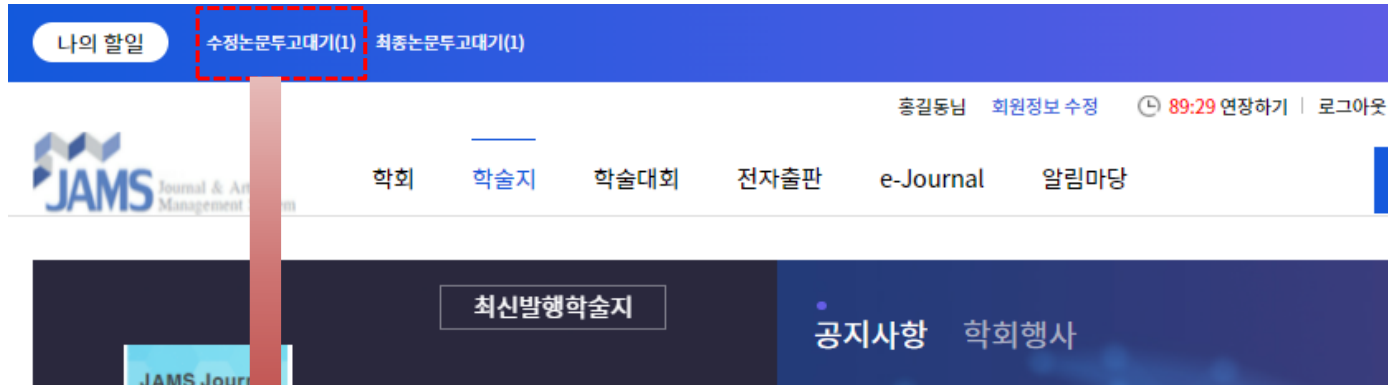 나의 할일 수정논문투고대기(1) 최종논문투고대기(1)
홍길동님 회원정보 수정 89:29 연장하기 로그아웃
JAMS
Journal &
Management
학회 학술지 학술대회 전자출판 e-Journal 알림마당
최신발행학술지
공지사항 학회행사
JAMS